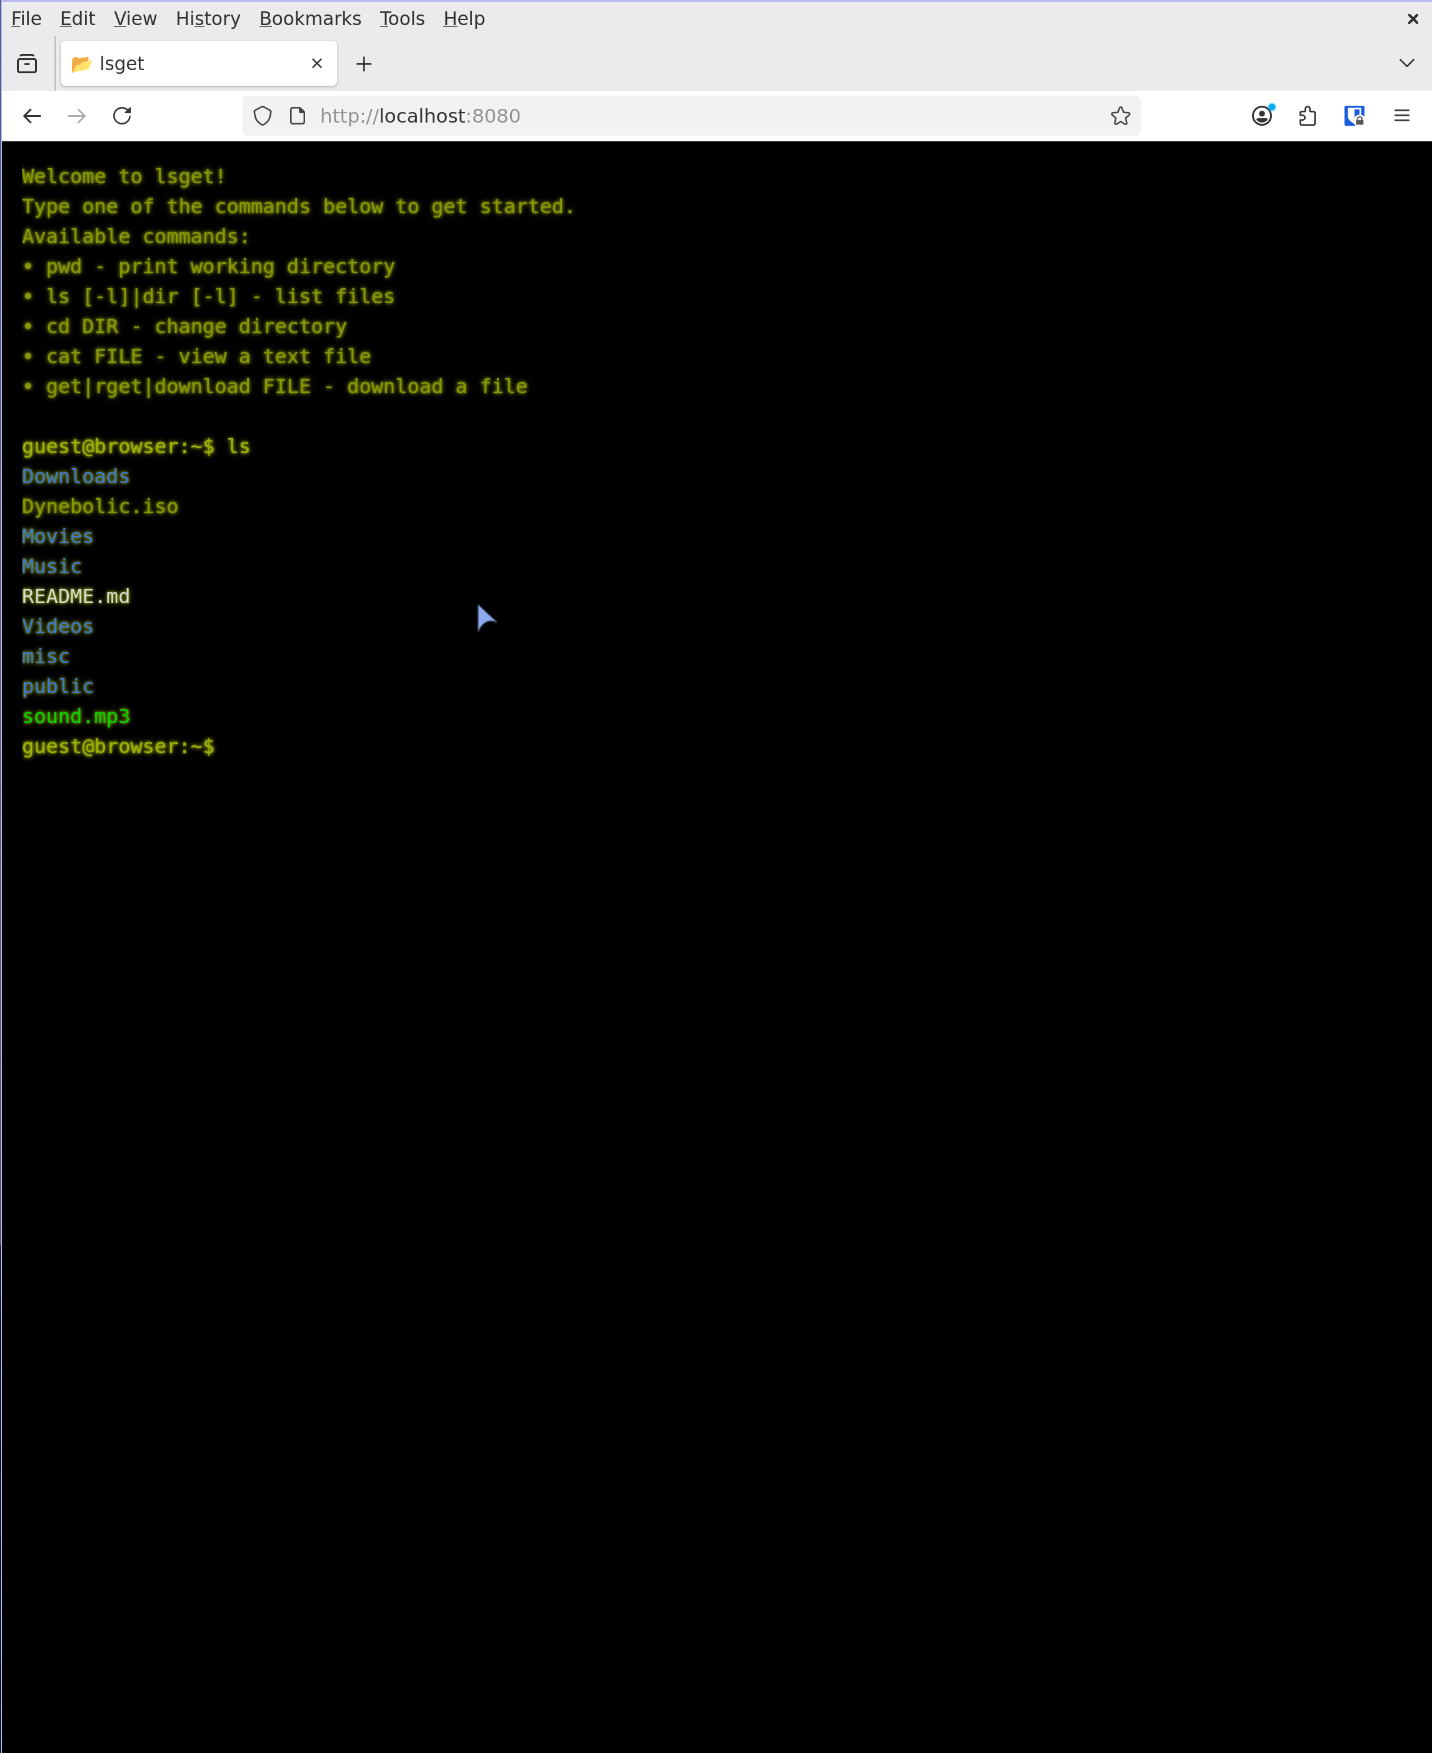 File Edit View History Bookmarks Tools Help
lsget
http://localhost:8080
Welcome to lsget!
Type one of the commands below to get started.
Available commands:
• pwd - print working directory
• ls [-l]|dir [-l] - list files
• cd DIR - change directory
• cat FILE - view a text file
• get|rget|download FILE - download a file
guest@browser:~$ ls
Downloads
Dynebolic.iso
Movies
Music
README.md
Videos
misc
public
sound.mp3
guest@browser:~$